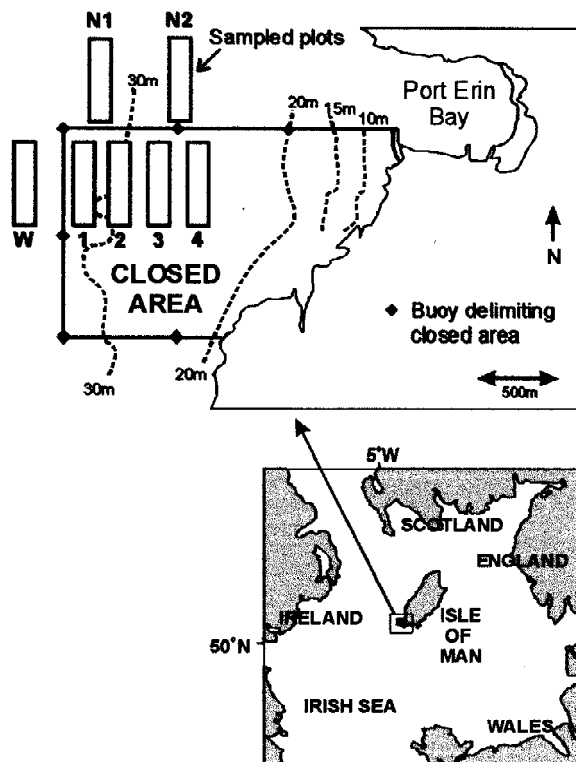 N1
N2
Sampled plots
30m
20m
15m
10m
Port Erin
Bay
W
1
2
3
4
N
CLOSED
AREA
Buoy delimiting
closed area
30m
20m
500m
5°W
SCOTLAND
ENGLAND
IRELAND
ISLE
OF
MAN
50°N
IRISH SEA
WALES